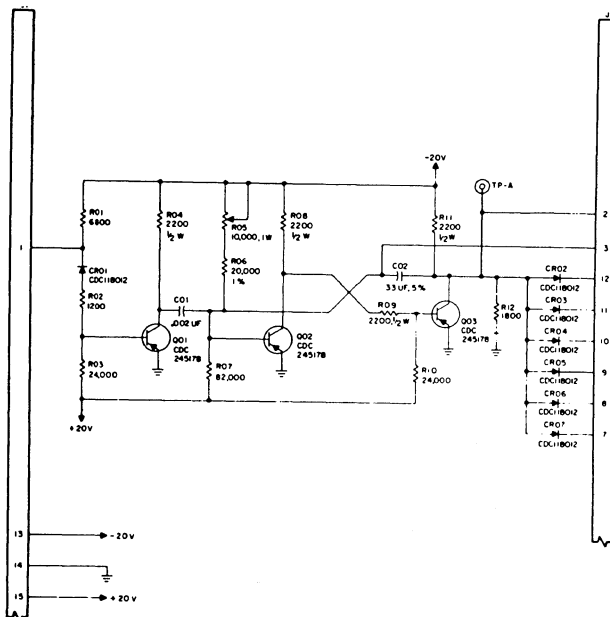 -20V
TP-A
2
3
12
11
10
9
8
7
1
R01
6800
R04
2200
1/2 W
R05
10,000, 1W
R06
20,000
1%
R08
2200
1/2 W
R11
2200
1/2 W
CR01
CDC118012
R02
1200
C01
.02 UF
Q01
CDC
245178
R03
24,000
+20V
R07
82,000
Q02
CDC
245178
C02
33 UF, 5%
R09
2200, 1/2 W
Q03
CDC
245178
R10
24,000
R12
1800
CR02
CDC118012
CR03
CDC118012
CR04
CDC118012
CR05
CDC118012
CR06
CDC118012
CR07
CDC118012
13
-20V
14
15
+20V